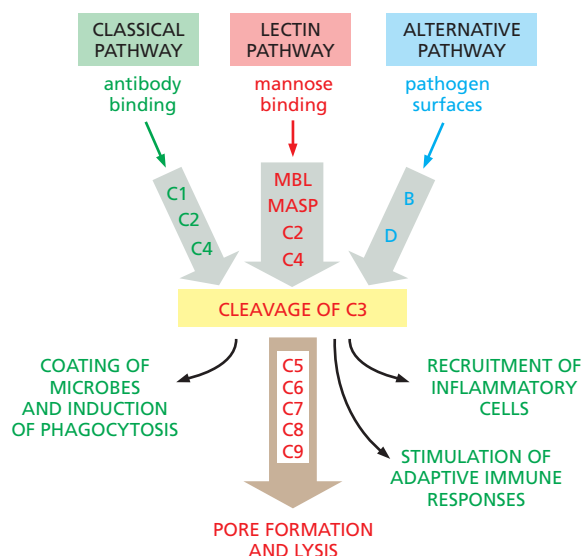 CLASSICAL
PATHWAY
LECTIN
PATHWAY
ALTERNATIVE
PATHWAY
antibody
binding
mannose
binding
pathogen
surfaces
C1
C2
C4
MBL
MASP
C2
C4
B
D
CLEAVAGE OF C3
COATING OF
MICROBES
AND INDUCTION
OF PHAGOCYTOSIS
C5
C6
C7
C8
C9
RECRUITMENT OF
INFLAMMATORY
CELLS
STIMULATION OF
ADAPTIVE IMMUNE
RESPONSES
PORE FORMATION
AND LYSIS